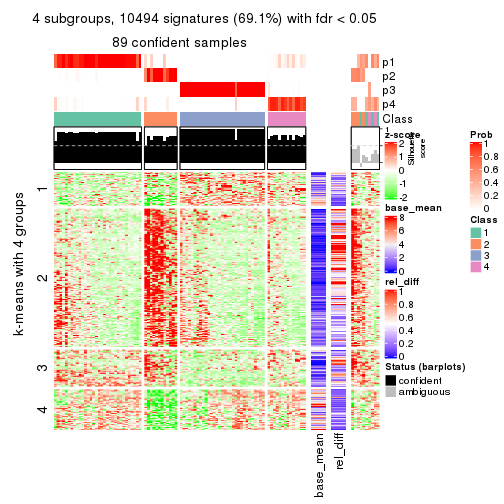 4 subgroups, 10494 signatures (69.1%) with fdr < 0.05
89 confident samples
p1
p2
p3
p4
Class
1
Silhouette
score
k-means with 4 groups
1
2
3
4
base_mean
rel_diff
z-score
2
1
0
-1
-2
base_mean
8
6
4
2
0
rel_diff
1
0.8
0.6
0.4
0.2
0
Status (barplots)
confident
ambiguous
Prob
1
0.8
0.6
0.4
0.2
0
Class
1
2
3
4